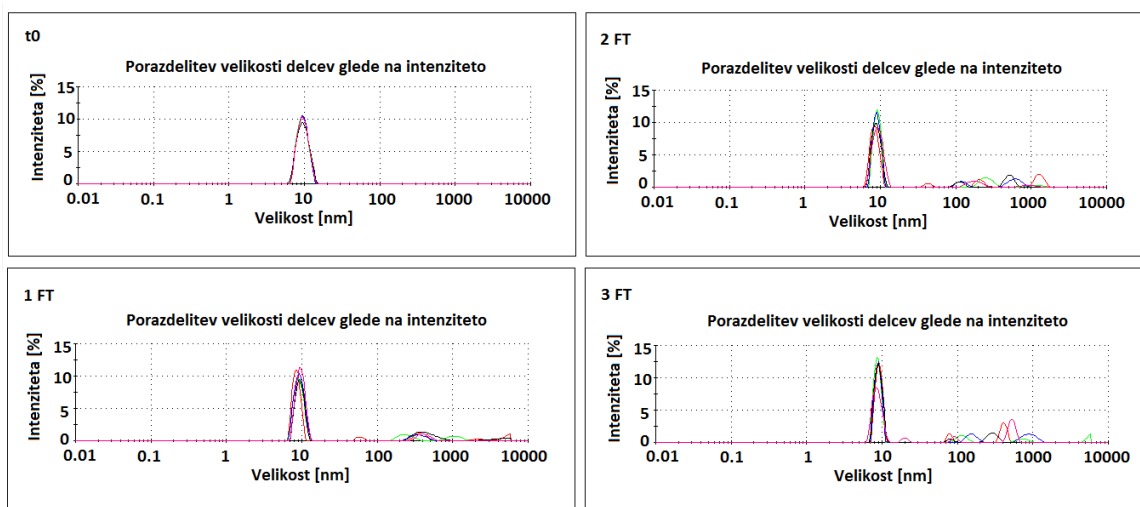 t0
Porazdelitev velikosti delcev glede na intenziteto
Intenziteta [%]
15
10
5
0
0.01 0.1 1 10 100 1000 10000
Velikost [nm]
2 FT
Porazdelitev velikosti delcev glede na intenziteto
Intenziteta [%]
15
10
5
0
0.01 0.1 1 10 100 1000 10000
Velikost [nm]
1 FT
Porazdelitev velikosti delcev glede na intenziteto
Intenziteta [%]
15
10
5
0
0.01 0.1 1 10 100 1000 10000
Velikost [nm]
3 FT
Porazdelitev velikosti delcev glede na intenziteto
Intenziteta [%]
15
10
5
0
0.01 0.1 1 10 100 1000 10000
Velikost [nm]